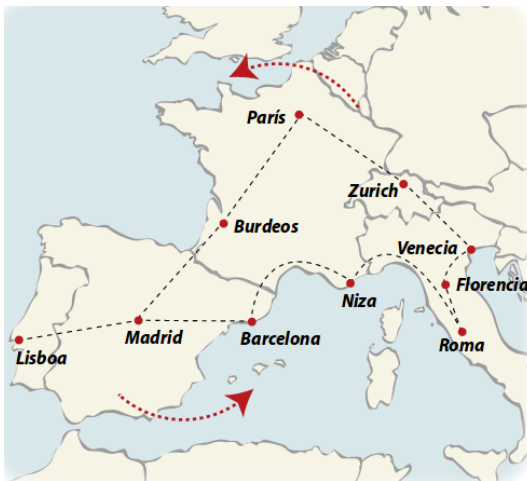 París
Zurich
Burdeos
Venecia
Florencia
Niza
Madrid
Barcelona
Roma
Lisboa